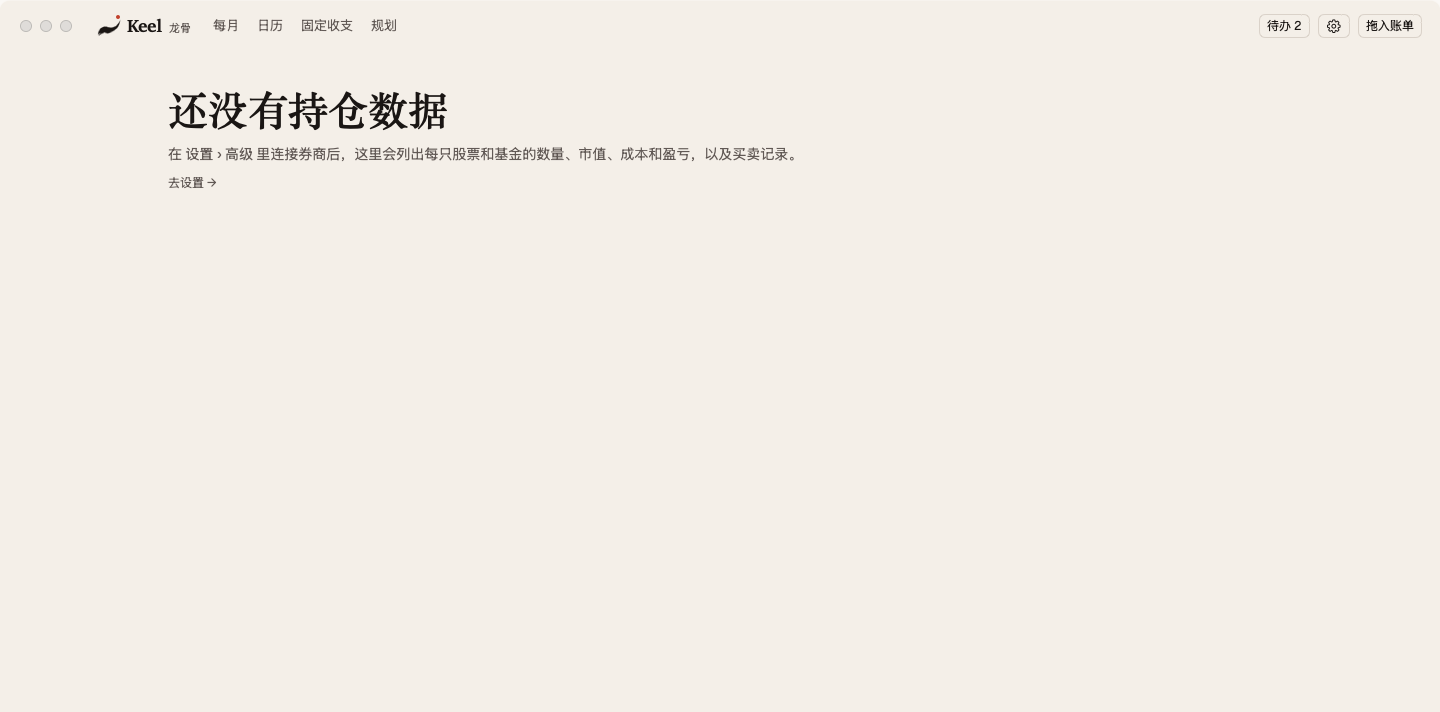 Keel 龙骨 每月 日历 固定收支 规划 待办 2 拖入账单
还没有持仓数据
在 设置 › 高级 里连接券商后，这里会列出每只股票和基金的数量、市值、成本和盈亏，以及买卖记录。
去设置 →